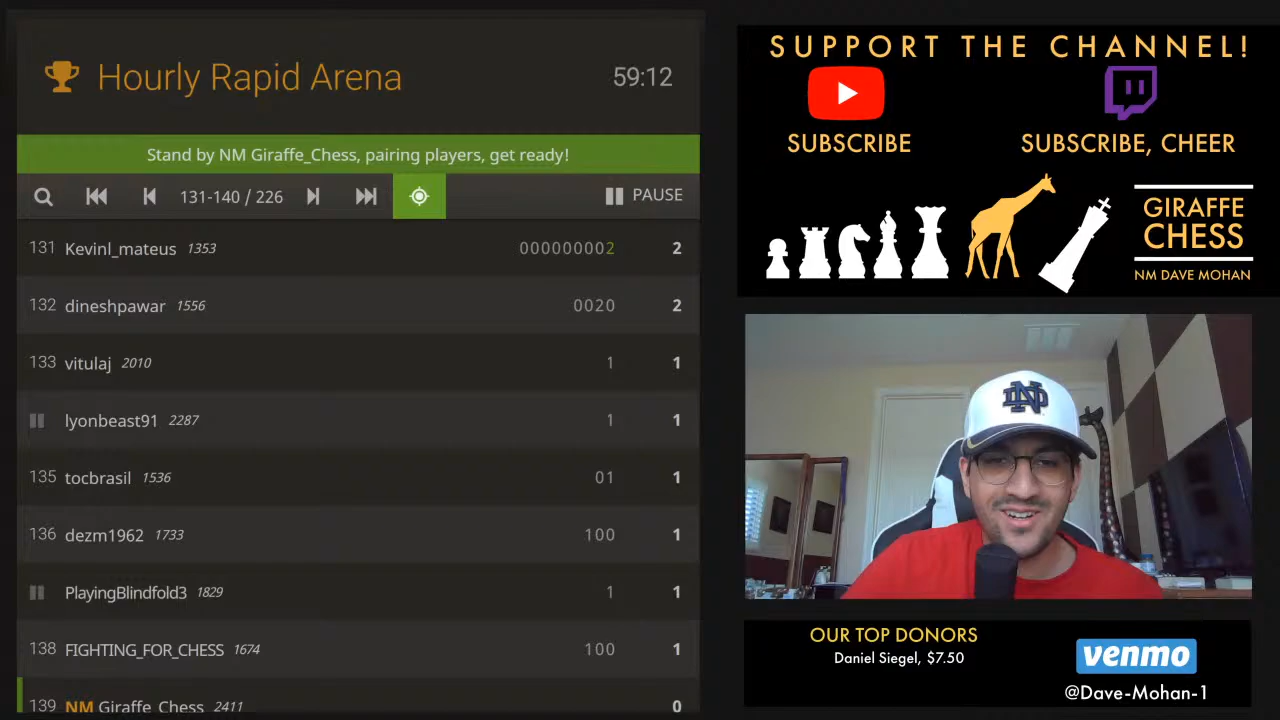 Hourly Rapid Arena
59:12
Stand by NM Giraffe_Chess, pairing players, get ready!
131-140 / 226
PAUSE
131 Kevinl_mateus 1353 0000000002 2
132 dineshpawar 1556 0020 2
133 vitulaj 2010 1 1
lyonbeast91 2287 1 1
135 tocbrasil 1536 01 1
136 dezm1962 1733 100 1
PlayingBlindfold3 1829 1 1
138 FIGHTING_FOR_CHESS 1674 100 1
139 NM Giraffe_Chess 2411 0
SUPPORT THE CHANNEL!
SUBSCRIBE
SUBSCRIBE, CHEER
GIRAFFE
CHESS
NM DAVE MOHAN
ND
OUR TOP DONORS
Daniel Siegel, $7.50
venmo
@Dave-Mohan-1